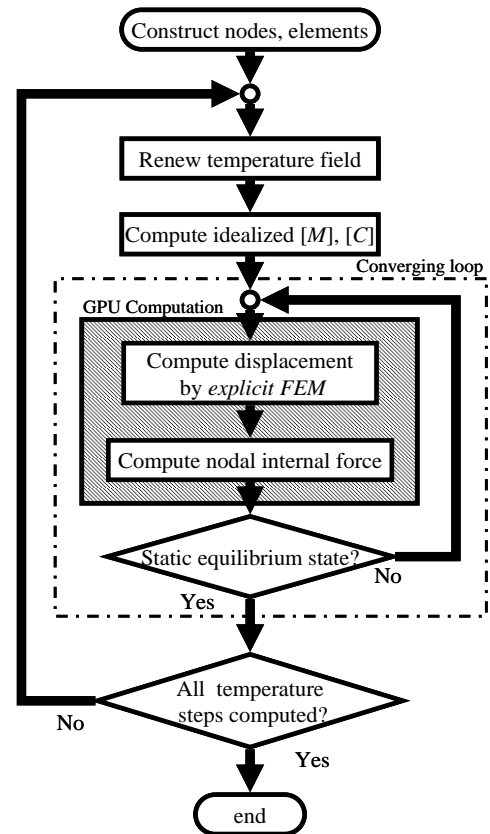 Construct nodes, elements
Renew temperature field
Compute idealized [M], [C]
Converging loop
GPU Computation
Compute displacement
by explicit FEM
Compute nodal internal force
Static equilibrium state?
No
Yes
All temperature
steps computed?
No
Yes
end